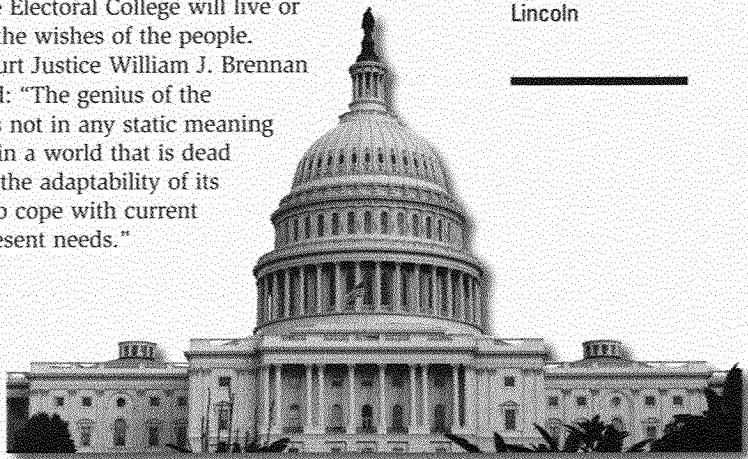 e Electoral College will live or
the wishes of the people.
urt Justice William J. Brennan
d: “The genius of the
s not in any static meaning
in a world that is dead
the adaptability of its
o cope with current
esent needs.”
Lincoln